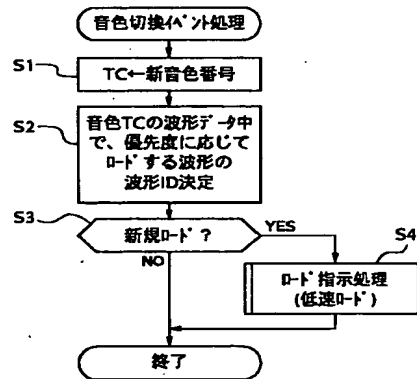 音色切換イベント処理
S1
TC←新音色番号
S2
音色TCの波形データ中
で、優先度に応じて
ロードする波形の
波形ID決定
S3
新規ロード?
YES
NO
S4
ロード指示処理
(低速ロード)
終了